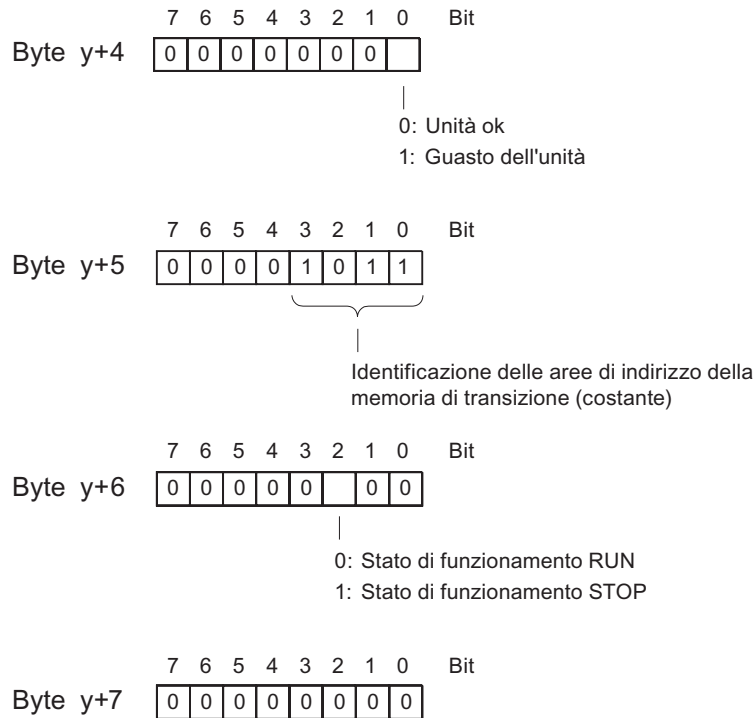 7 6 5 4 3 2 1 0 Bit
Byte y+4 0 0 0 0 0 0 0
0: Unità ok
1: Guasto dell'unità
7 6 5 4 3 2 1 0 Bit
Byte y+5 0 0 0 0 1 0 1 1
Identificazione delle aree di indirizzo della
memoria di transizione (costante)
7 6 5 4 3 2 1 0 Bit
Byte y+6 0 0 0 0 0 0 0
0: Stato di funzionamento RUN
1: Stato di funzionamento STOP
7 6 5 4 3 2 1 0 Bit
Byte y+7 0 0 0 0 0 0 0 0